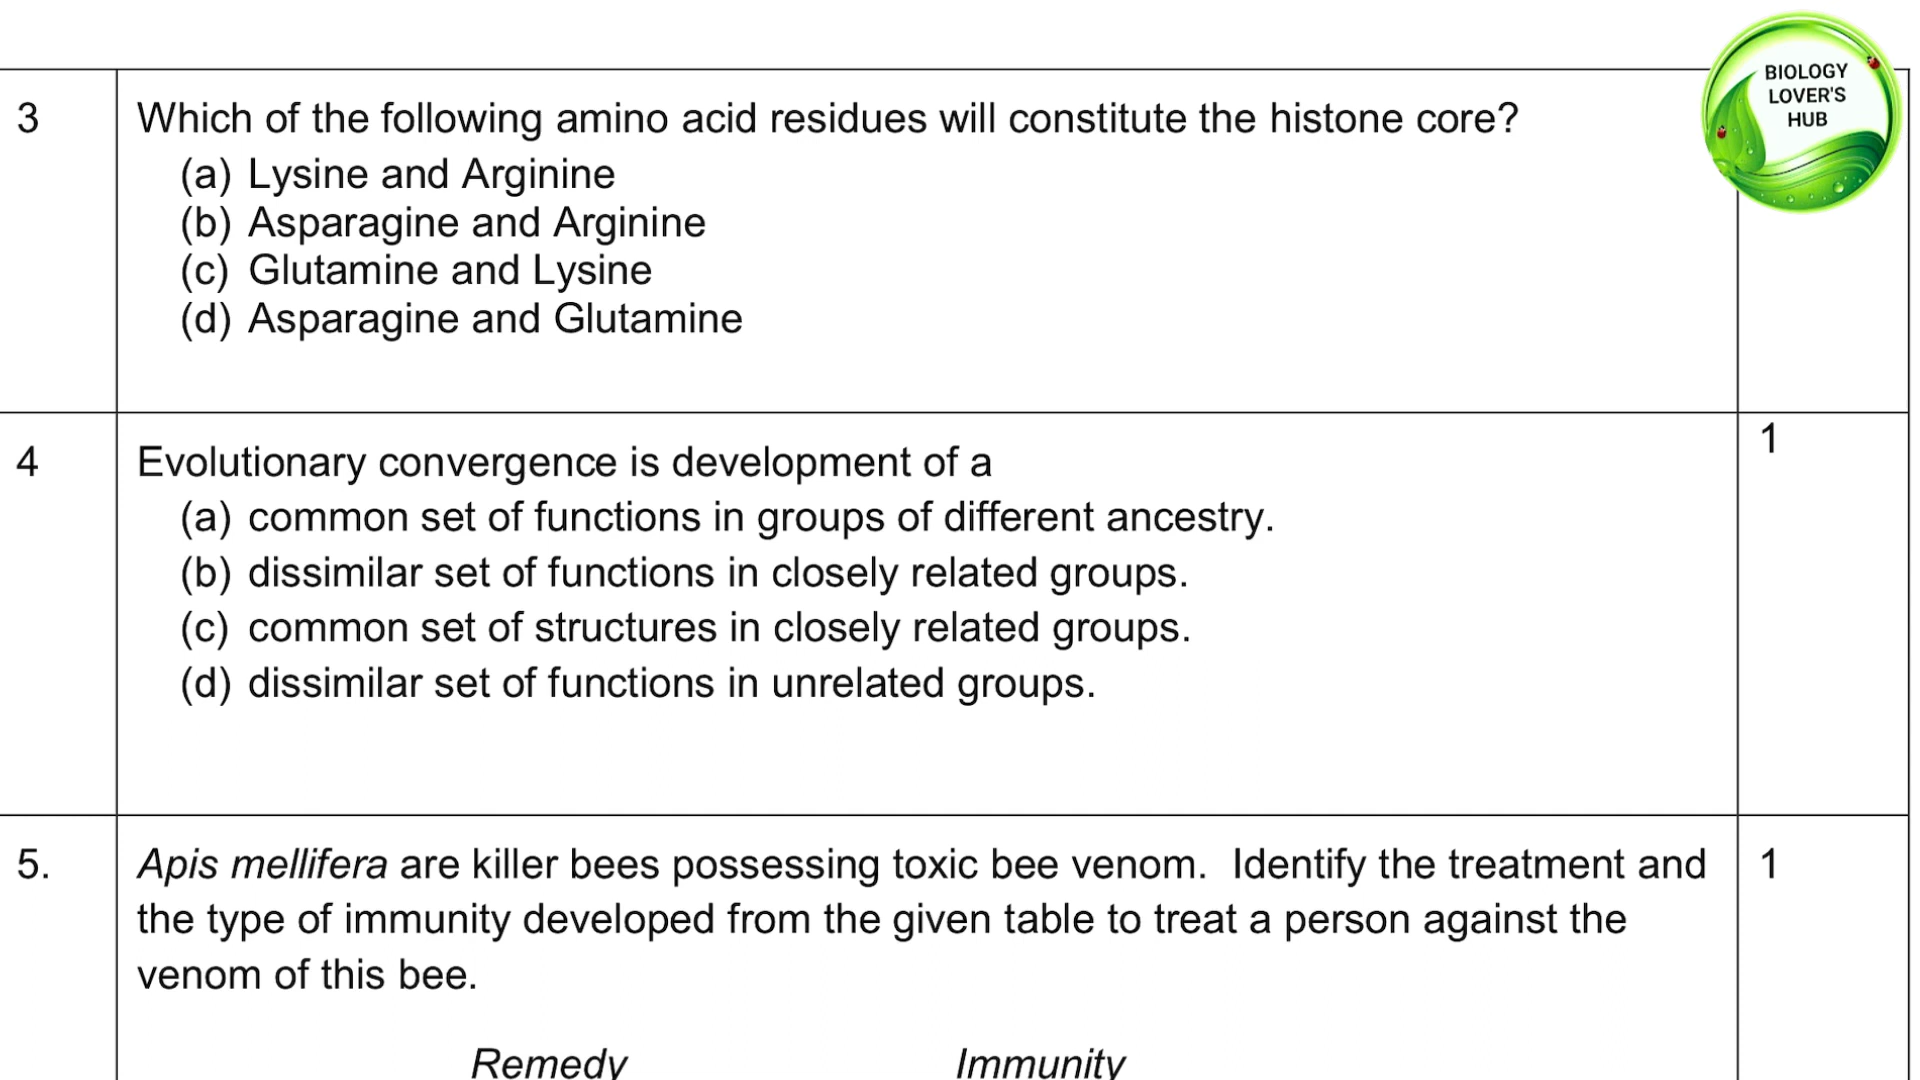 BIOLOGY
LOVER'S
HUB
3
Which of the following amino acid residues will constitute the histone core?
(a) Lysine and Arginine
(b) Asparagine and Arginine
(c) Glutamine and Lysine
(d) Asparagine and Glutamine
4
Evolutionary convergence is development of a
1
(a) common set of functions in groups of different ancestry.
(b) dissimilar set of functions in closely related groups.
(c) common set of structures in closely related groups.
(d) dissimilar set of functions in unrelated groups.
5.
Apis mellifera are killer bees possessing toxic bee venom. Identify the treatment and
1
the type of immunity developed from the given table to treat a person against the
venom of this bee.
Remedy Immunity